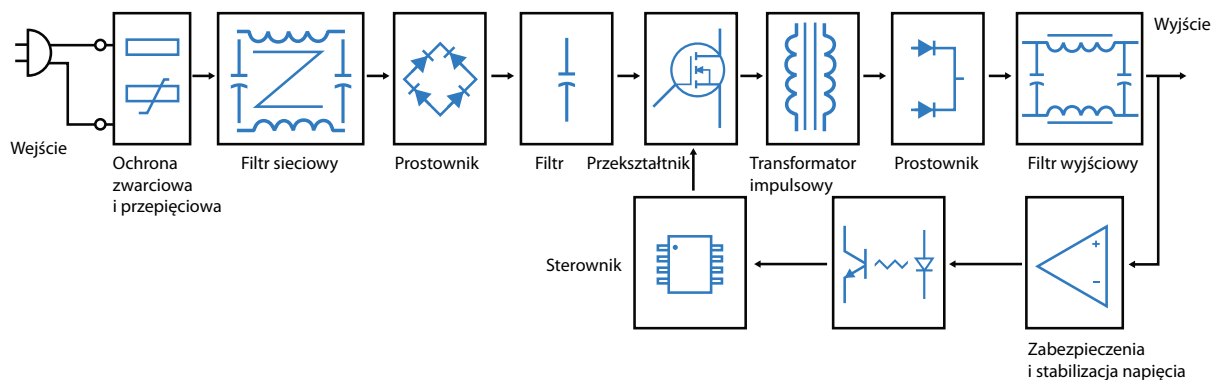 Wyjście
Wejście
Ochrona
zwarciowa
i przepięciowa
Filtr sieciowy
Prostownik
Filtr
Przekształtnik
Transformator
impulsowy
Prostownik
Filtr wyjściowy
Sterownik
+
−
Zabezpieczenia
i stabilizacja napięcia